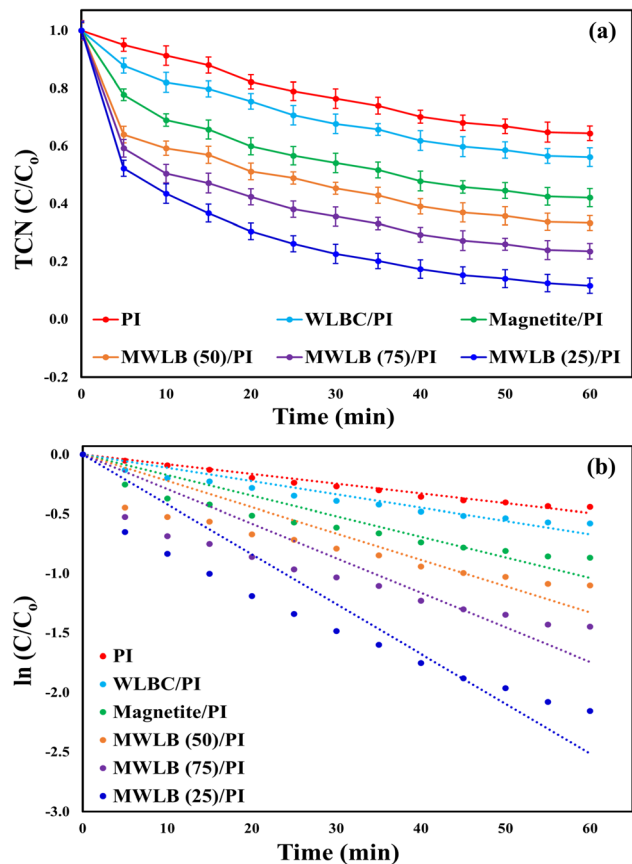 (a)
1.0
0.8
0.6
0.4
0.2
0.0
-0.2
TCN (C/C₀)
PI WLBC/PI Magnetite/PI
MWLB (50)/PI MWLB (75)/PI MWLB (25)/PI
0 10 20 30 40 50 60
Time (min)
(b)
0.0
-0.5
-1.0
-1.5
-2.0
-2.5
-3.0
ln (C/C₀)
PI
WLBC/PI
Magnetite/PI
MWLB (50)/PI
MWLB (75)/PI
MWLB (25)/PI
0 10 20 30 40 50 60
Time (min)